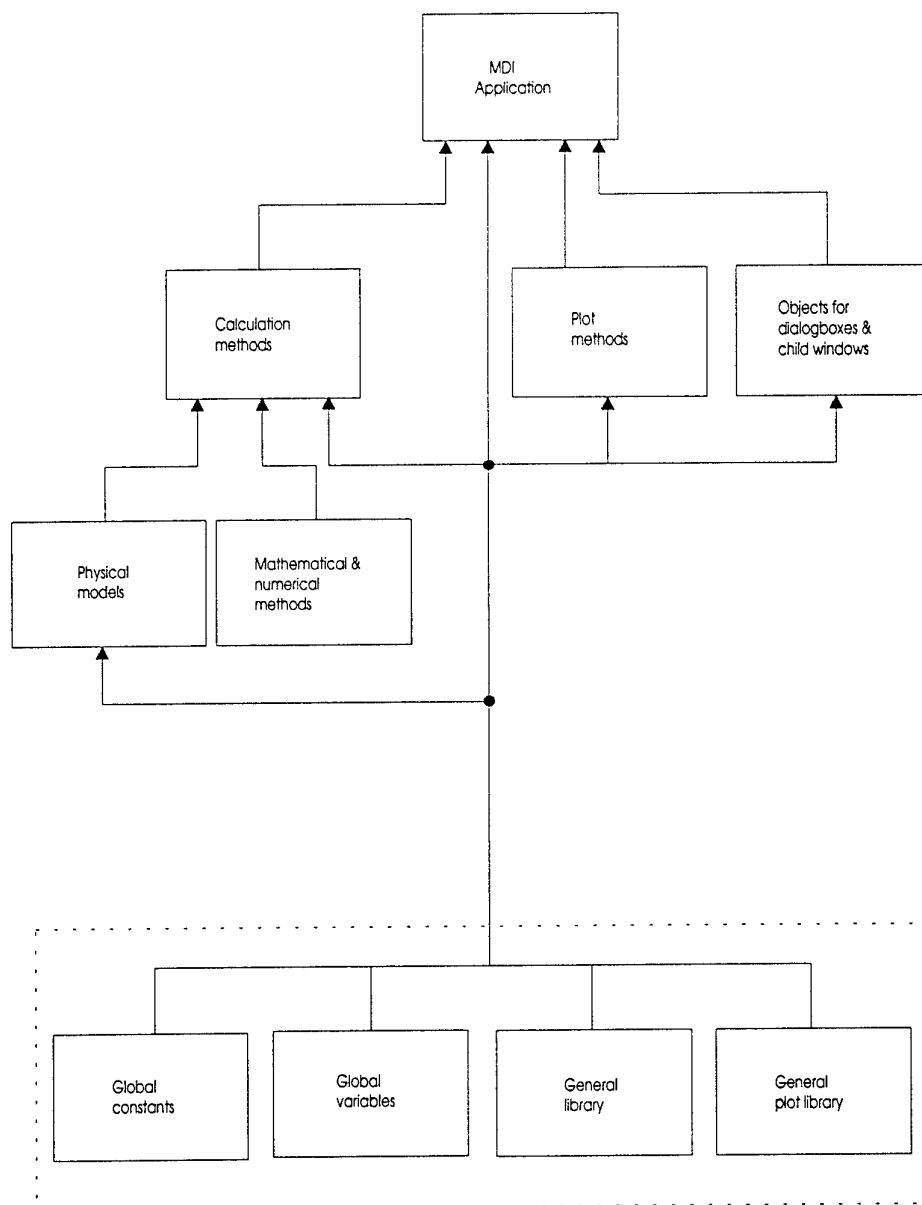 MDI
Application
Calculation
methods
Plot
methods
Objects for
dialogboxes &
child windows
Physical
models
Mathematical &
numerical
methods
Global
constants
Global
variables
General
library
General
plot library